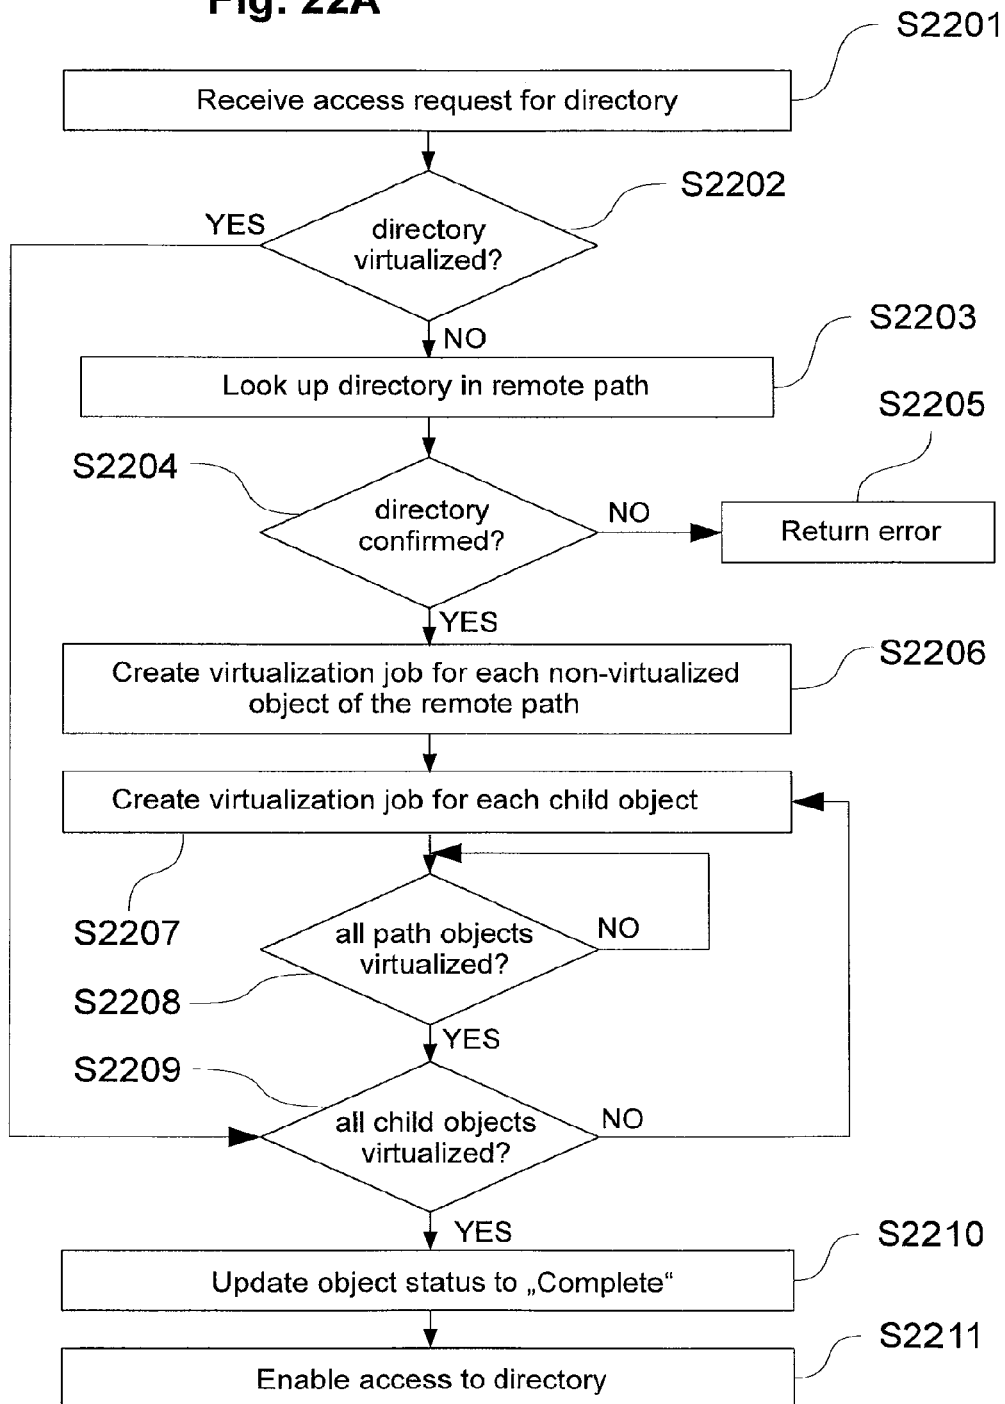 Fig. 22A
S2201
Receive access request for directory
S2202
YES
directory
virtualized?
NO
S2203
Look up directory in remote path
S2205
S2204
directory
confirmed?
NO
Return error
YES
S2206
Create virtualization job for each non-virtualized
object of the remote path
Create virtualization job for each child object
S2207
all path objects
virtualized?
NO
S2208
YES
S2209
all child objects
virtualized?
NO
YES
S2210
Update object status to „Complete“
S2211
Enable access to directory